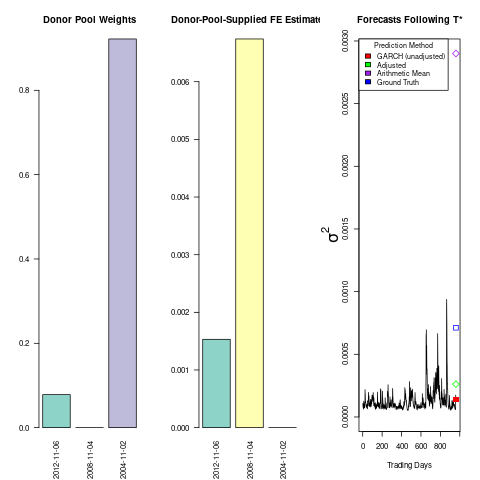 Donor Pool Weights
0.0
0.2
0.4
0.6
0.8
2012-11-06
2008-11-04
2004-11-02
Donor-Pool-Supplied FE Estimat
0.000
0.001
0.002
0.003
0.004
0.005
0.006
2012-11-06
2008-11-04
2004-11-02
Forecasts Following T*
σ2
0.0000
0.0005
0.0010
0.0015
0.0020
0.0025
0.0030
Prediction Method
GARCH (unadjusted)
Adjusted
Arithmetic Mean
Ground Truth
0 200 400 600 800
Trading Days